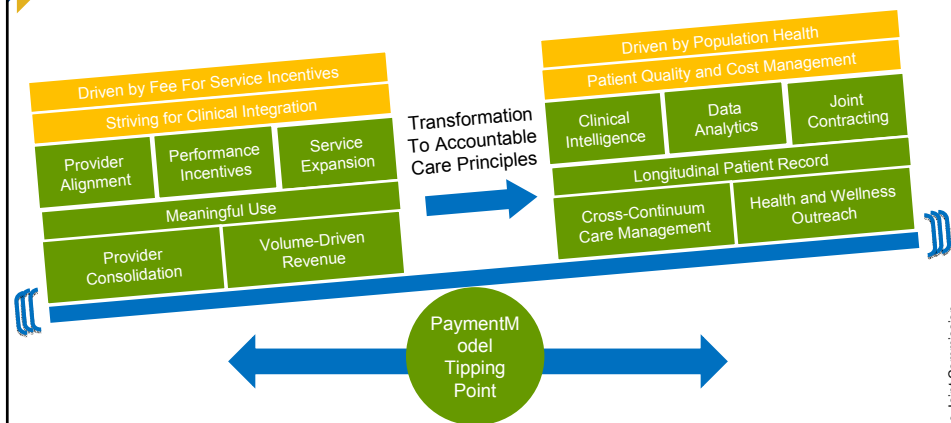 Driven by Fee For Service Incentives
Striving for Clinical Integration
Provider
Alignment
Performance
Incentives
Service
Expansion
Meaningful Use
Provider
Consolidation
Volume-Driven
Revenue
Transformation
To Accountable
Care Principles
Driven by Population Health
Patient Quality and Cost Management
Clinical
Intelligence
Data
Analytics
Joint
Contracting
Longitudinal Patient Record
Cross-Continuum
Care Management
Health and Wellness
Outreach
PaymentM
odel
Tipping
Point